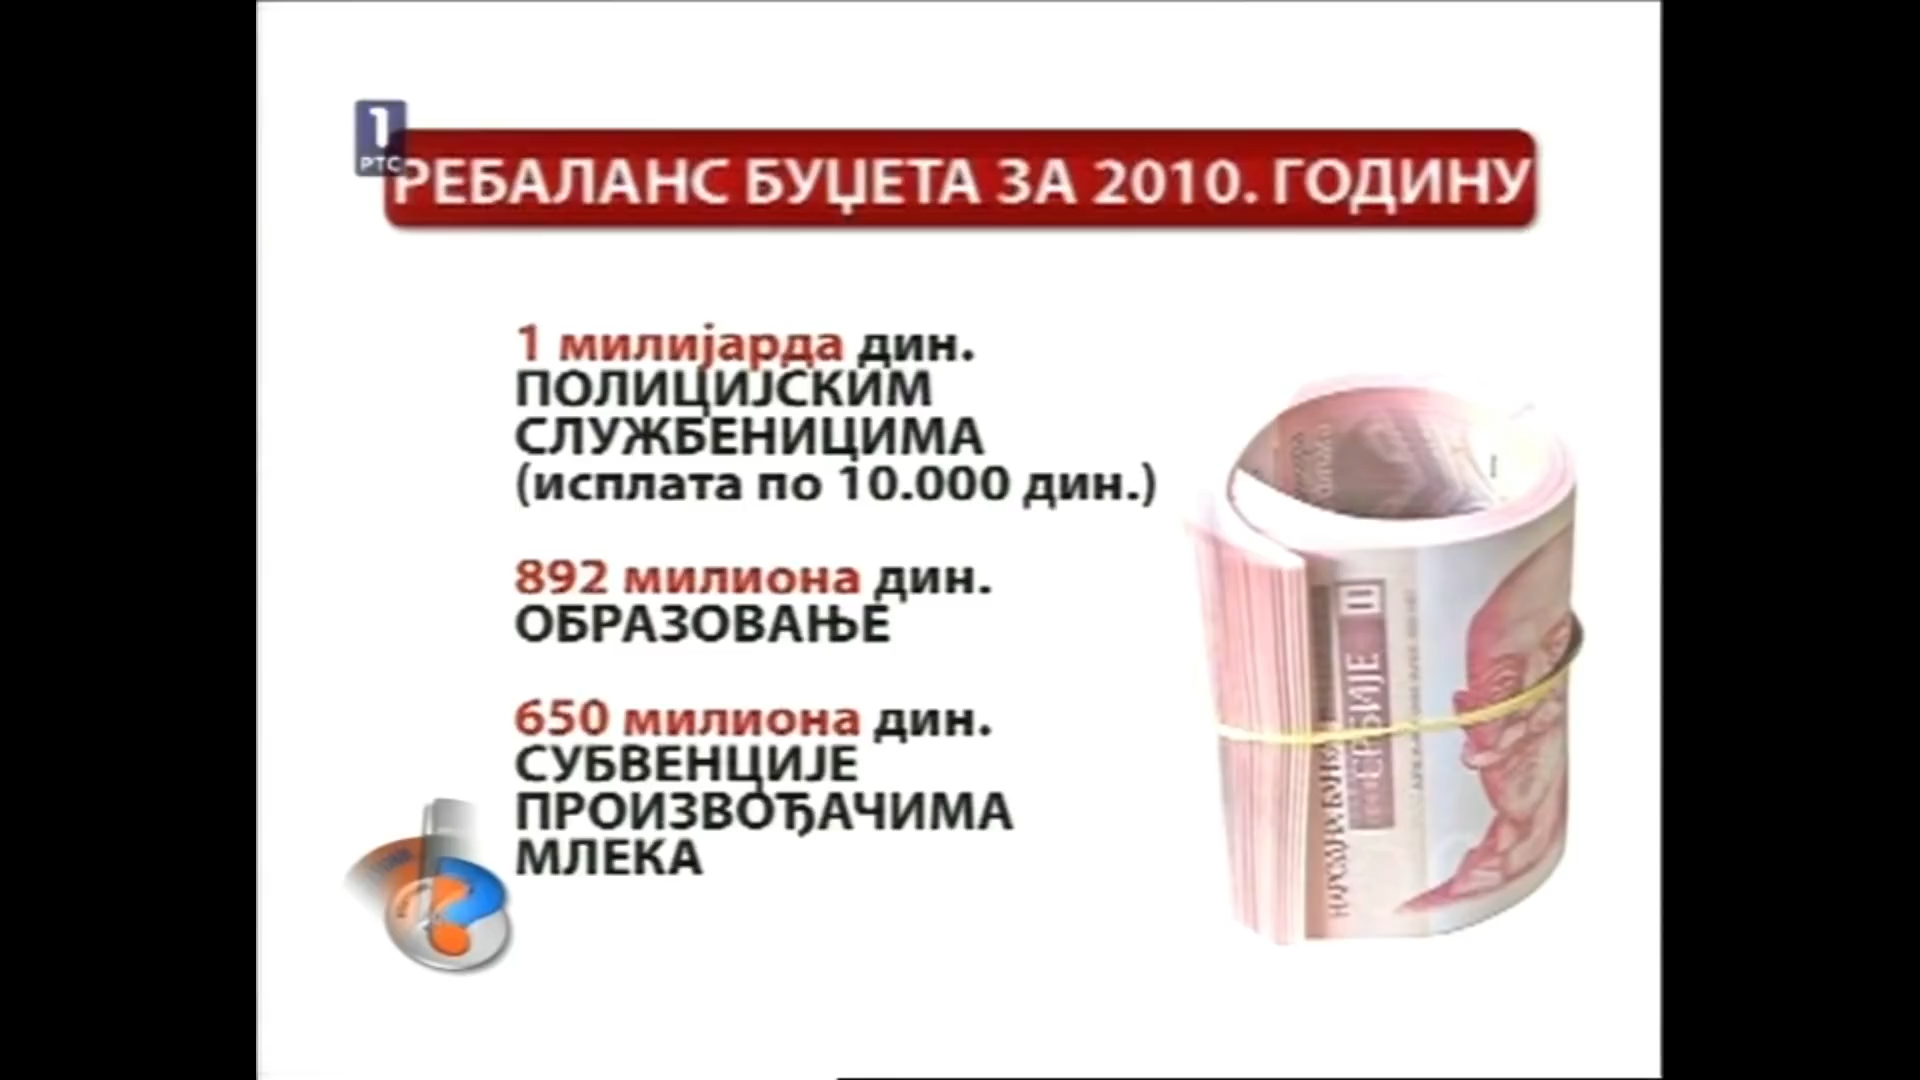 1
РТС
РЕБАЛАНС БУЏЕТА ЗА 2010. ГОДИНУ
1 милијарда дин.
ПОЛИЦИЈСКИМ
СЛУЖБЕНИЦИМА
(исплата по 10.000 дин.)
892 милиона дин.
ОБРАЗОВАЊЕ
650 милиона дин.
СУБВЕНЦИЈЕ
ПРОИЗВОЂАЧИМА
МЛЕКА
СРБИЈЕ